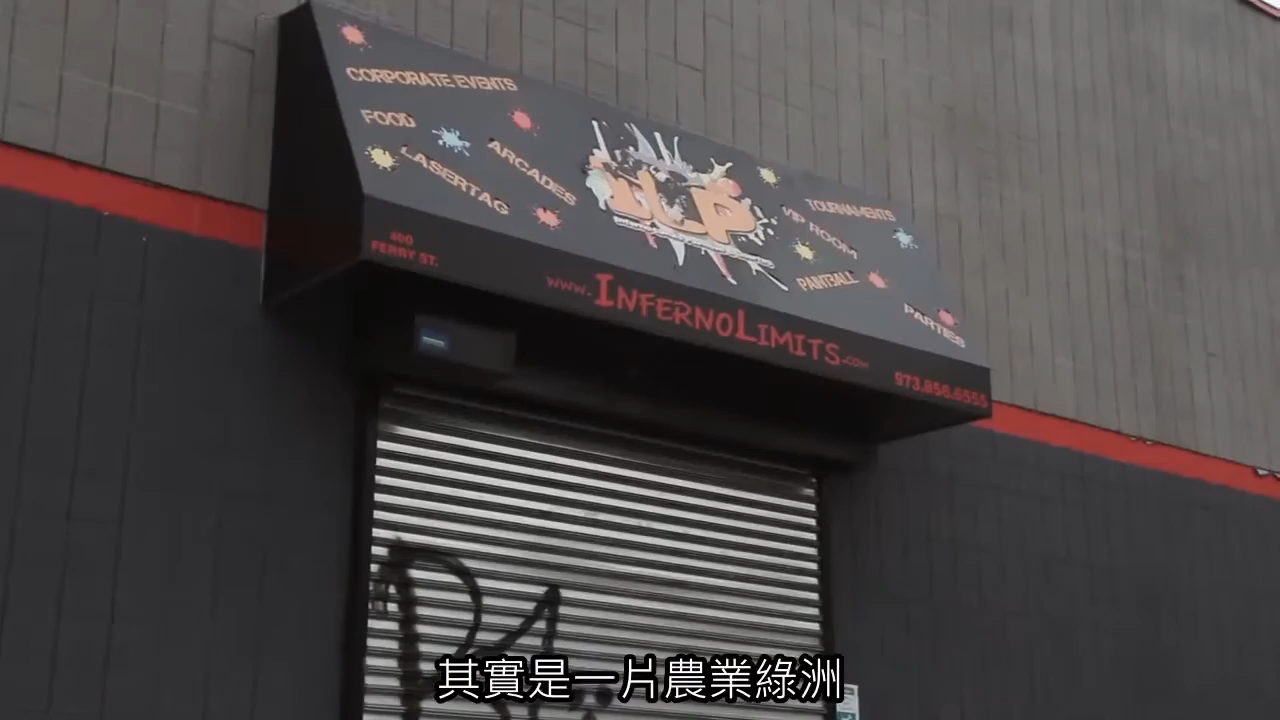 CORPORATE EVENTS
FOOD
ARCADES
LASERTAG
ILP
TOURNAMENTS
VIP ROOM
PAINTBALL
PARTIES
400
FERRY ST.
www.INFERNOLIMITS.com
973.856.6555
其實是一片農業綠洲